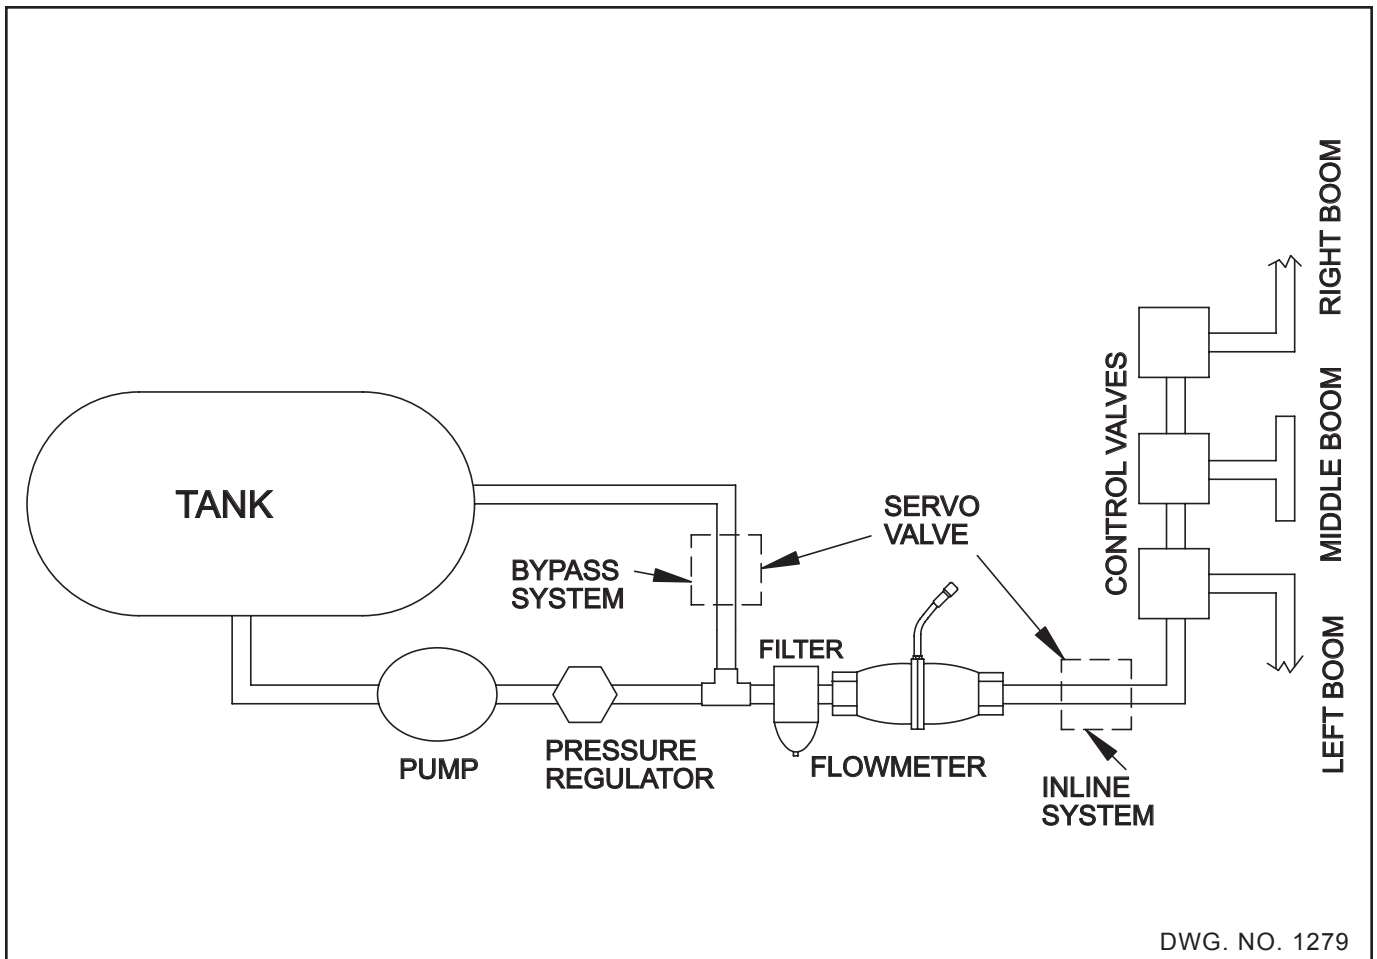 TANK
BYPASS
SYSTEM
SERVO
VALVE
FILTER
PUMP
PRESSURE
REGULATOR
FLOWMETER
INLINE
SYSTEM
CONTROL VALVES
RIGHT BOOM
MIDDLE BOOM
LEFT BOOM
DWG. NO. 1279